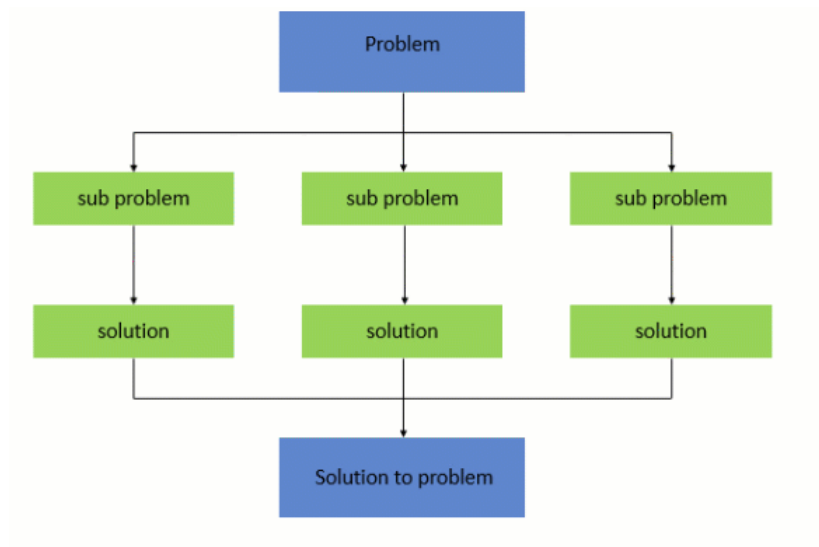 Problem
sub problem
sub problem
sub problem
solution
solution
solution
Solution to problem